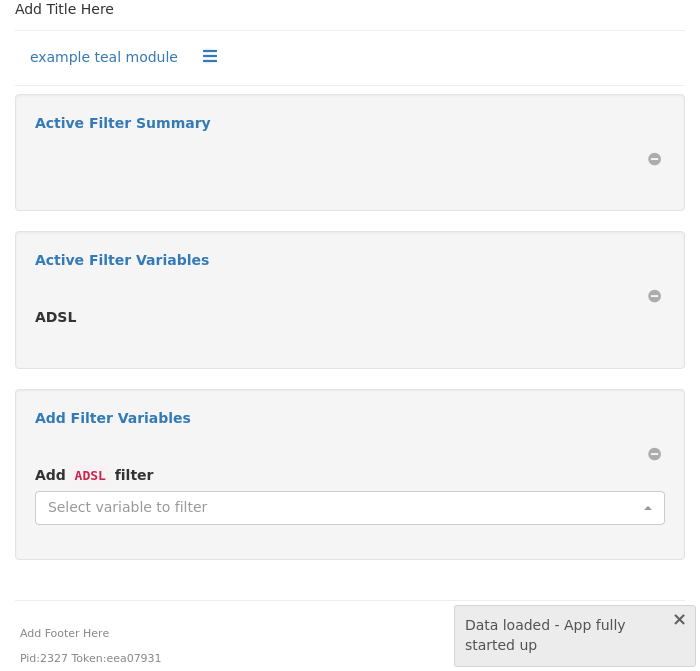 Add Title Here
example teal module
Active Filter Summary
Active Filter Variables
ADSL
Add Filter Variables
Add ADSL filter
Select variable to filter
Data loaded - App fully
started up
Add Footer Here
Pid:2327 Token:eea07931